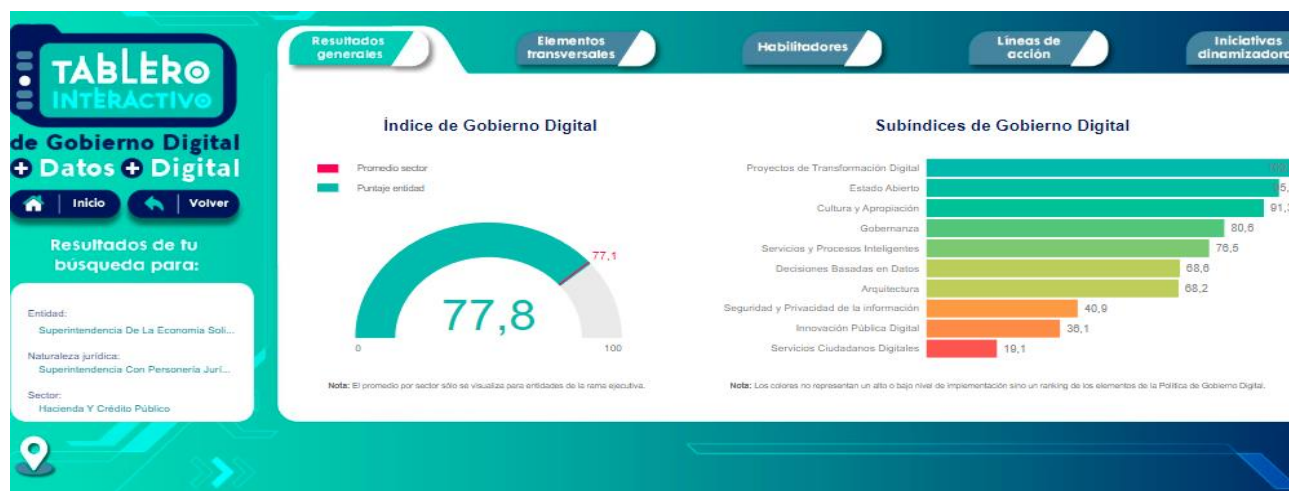 TABLERO
INTERACTIVO
de Gobierno Digital
+ Datos + Digital
Inicio
Volver
Resultados de tu
búsqueda para:
Entidad:
Superintendencia De La Economia Soli...
Naturaleza jurídica:
Superintendencia Con Personería Jurí...
Sector:
Hacienda Y Crédito Público
Resultados
generales
Elementos
transversales
Habilitadores
Líneas de
acción
Iniciativas
Índice de Gobierno Digital
Promedio sector
Puntaje entidad
77,1
77,8
0
100
Nota: El promedio por sector sólo se visualiza para entidades de la rama ejecutiva.
Subíndices de Gobierno Digital
Proyectos de Transformación Digital
Estado Abierto
Cultura y Apropiación
Gobernanza 80,6
Servicios y Procesos Inteligentes 76,5
Decisiones Basadas en Datos 68,6
Arquitectura 68,2
Seguridad y Privacidad de la información 40,9
Innovación Pública Digital 36,1
Servicios Ciudadanos Digitales 19,1
Nota: Los colores no representan un alto o bajo nivel de implementación sino un ranking de los elementos de la Política de Gobierno Digital.